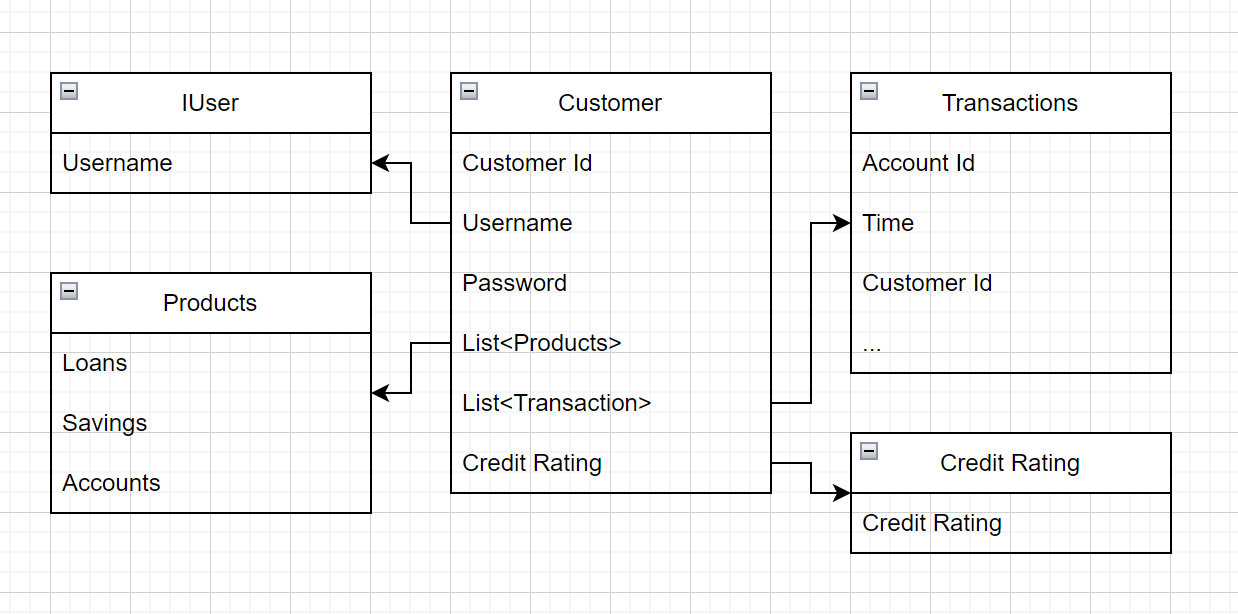 IUser
Username
Products
Loans
Savings
Accounts
Customer
Customer Id
Username
Password
List<Products>
List<Transaction>
Credit Rating
Transactions
Account Id
Time
Customer Id
...
Credit Rating
Credit Rating